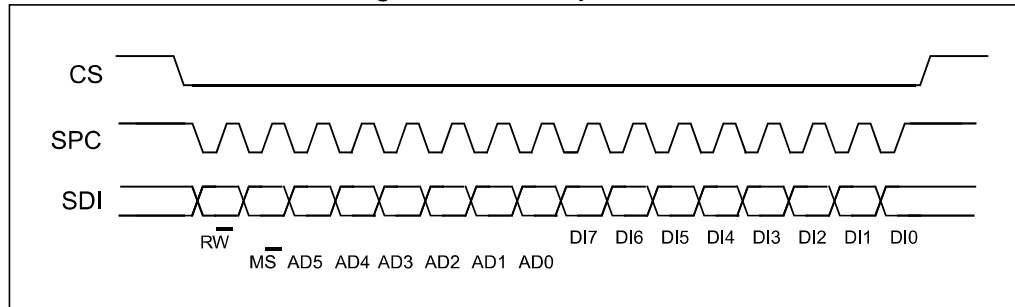 CS
SPC
SDI
RW̅
DI7 DI6 DI5 DI4 DI3 DI2 DI1 DI0
MS̅ AD5 AD4 AD3 AD2 AD1 AD0